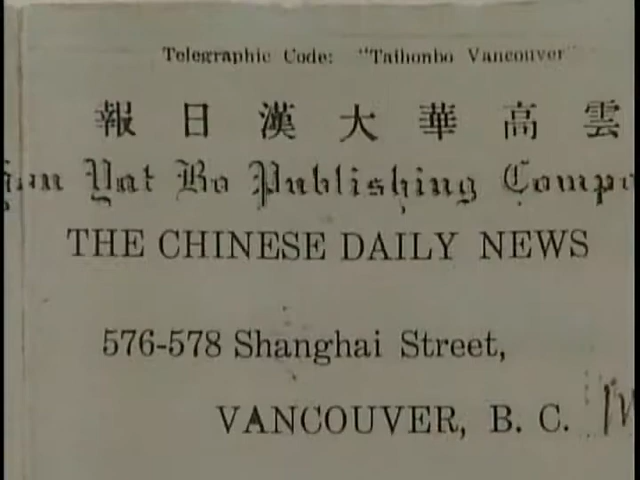 Telegraphic Code: "Taihonbo Vancouver"
雲高華大漢日報
Yat Bo Publishing
THE CHINESE DAILY NEWS
576-578 Shanghai Street,
VANCOUVER, B. C.